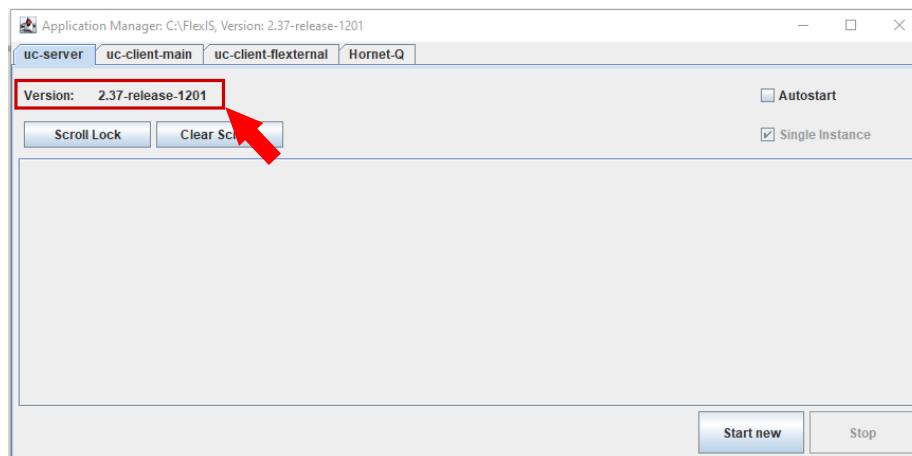 Application Manager: C:\FlexIS, Version: 2.37-release-1201
uc-server uc-client-main uc-client-flexternal Hornet-Q
Version: 2.37-release-1201 Autostart
Scroll Lock Clear Single Instance
Start new Stop